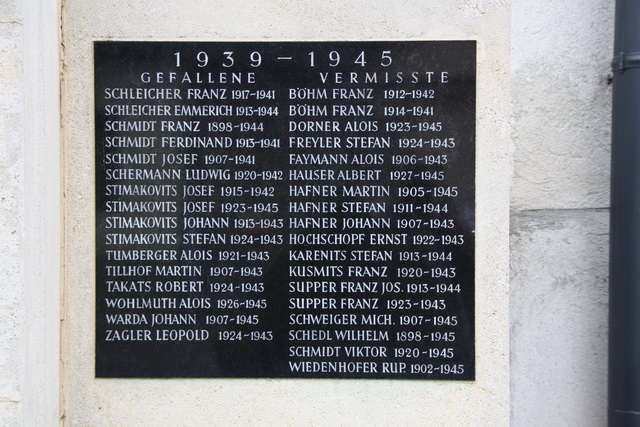 1939 – 1945
GEFALLENE
SCHLEICHER FRANZ 1917–1941
SCHLEICHER EMMERICH 1913–1944
SCHMIDT FRANZ 1898–1944
SCHMIDT FERDINAND 1913–1941
SCHMIDT JOSEF 1907–1941
SCHERMANN LUDWIG 1920–1942
STIMAKOVITS JOSEF 1915–1942
STIMAKOVITS JOSEF 1923–1945
STIMAKOVITS JOHANN 1913–1943
STIMAKOVITS STEFAN 1924–1943
TUMBERGER ALOIS 1921–1943
TILLHOF MARTIN 1907–1943
TAKATS ROBERT 1924–1943
WOHLMUTH ALOIS 1926–1945
WARDA JOHANN 1907–1945
ZAGLER LEOPOLD 1924–1943
VERMISSTE
BÖHM FRANZ 1912–1942
BÖHM FRANZ 1914–1941
DORNER ALOIS 1923–1945
FREYLER STEFAN 1924–1943
FAYMANN ALOIS 1906–1943
HAUSER ALBERT 1927–1945
HAFNER MARTIN 1905–1945
HAFNER STEFAN 1911–1944
HAFNER JOHANN 1907–1943
HOCHSCHOPF ERNST 1922–1943
KARENITS STEFAN 1913–1944
KUSMITS FRANZ 1920–1943
SUPPER FRANZ JOS. 1913–1944
SUPPER FRANZ 1923–1943
SCHWEIGER MICH. 1907–1945
SCHEDL WILHELM 1898–1945
SCHMIDT VIKTOR 1920–1945
WIEDENHOFER RUP. 1902–1945